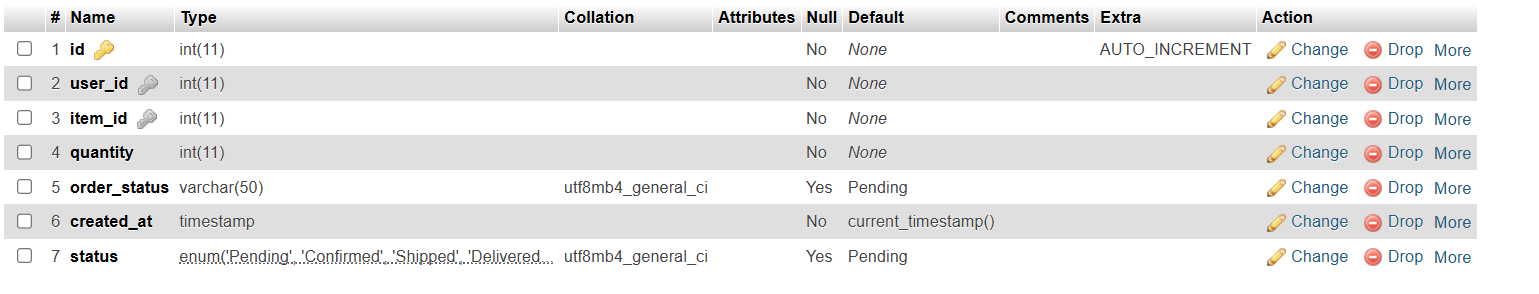 # Name Type Collation Attributes Null Default Comments Extra Action
1 id int(11) No None AUTO_INCREMENT Change Drop More
2 user_id int(11) No None Change Drop More
3 item_id int(11) No None Change Drop More
4 quantity int(11) No None Change Drop More
5 order_status varchar(50) utf8mb4_general_ci Yes Pending Change Drop More
6 created_at timestamp No current_timestamp() Change Drop More
7 status enum('Pending', 'Confirmed', 'Shipped', 'Delivered... utf8mb4_general_ci Yes Pending Change Drop More